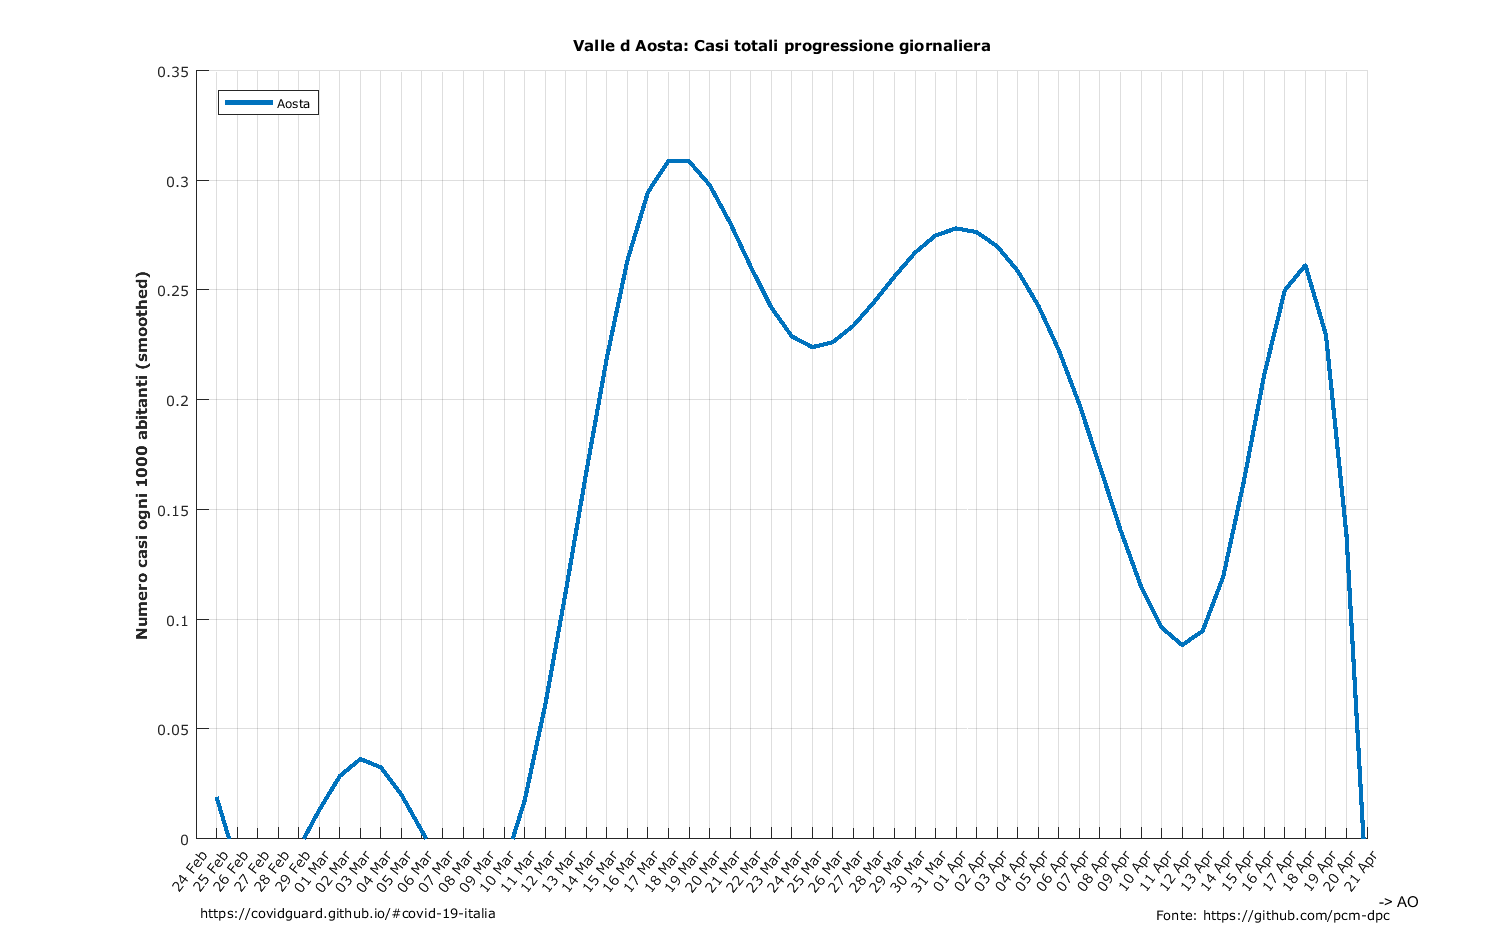 Valle d Aosta: Casi totali progressione giornaliera
Numero casi ogni 1000 abitanti (smoothed)
0.35
0.3
0.25
0.2
0.15
0.1
0.05
0
Aosta
24 Feb
25 Feb
26 Feb
27 Feb
28 Feb
29 Feb
01 Mar
02 Mar
03 Mar
04 Mar
05 Mar
06 Mar
07 Mar
08 Mar
09 Mar
10 Mar
11 Mar
12 Mar
13 Mar
14 Mar
15 Mar
16 Mar
17 Mar
18 Mar
19 Mar
20 Mar
21 Mar
22 Mar
23 Mar
24 Mar
25 Mar
26 Mar
27 Mar
28 Mar
29 Mar
30 Mar
31 Mar
01 Apr
02 Apr
03 Apr
04 Apr
05 Apr
06 Apr
07 Apr
08 Apr
09 Apr
10 Apr
11 Apr
12 Apr
13 Apr
14 Apr
15 Apr
16 Apr
17 Apr
18 Apr
19 Apr
20 Apr
21 Apr
-> AO
https://covidguard.github.io/#covid-19-italia
Fonte: https://github.com/pcm-dpc